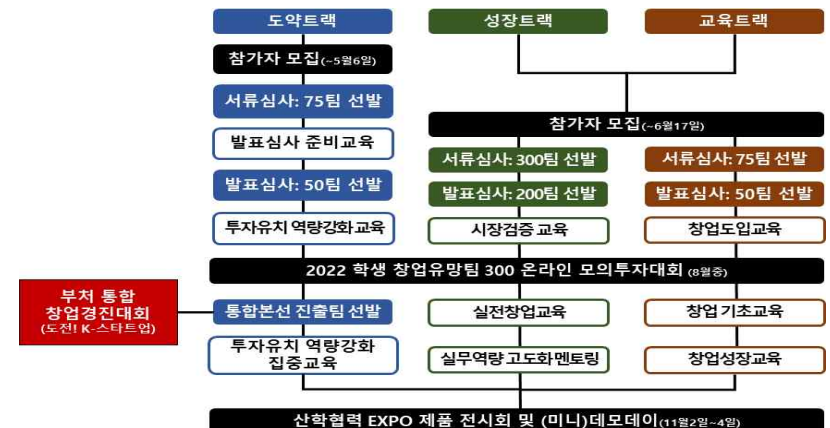 도약트랙
성장트랙
교육트랙
참가자 모집(~5월6일)
서류심사: 75팀 선발
참가자 모집(~6월17일)
발표심사 준비교육
서류심사:300팀 선발
서류심사: 75팀 선발
발표심사: 50팀 선발
발표심사: 200팀 선발
발표심사: 50팀 선발
투자유치 역량강화 교육
시장검증 교육
창업도입교육
2022 학생 창업유망팀 300 온라인 모의투자대회 (8월중)
부처 통합
창업경진대회
(도전! K-스타트업)
통합본선 진출팀 선발
실전창업교육
창업 기초교육
투자유치 역량강화
집중교육
실무역량 고도화멘토링
창업성장교육
산학협력 EXPO 제품 전시회 및 (미니)데모데이(11월2일~4일)